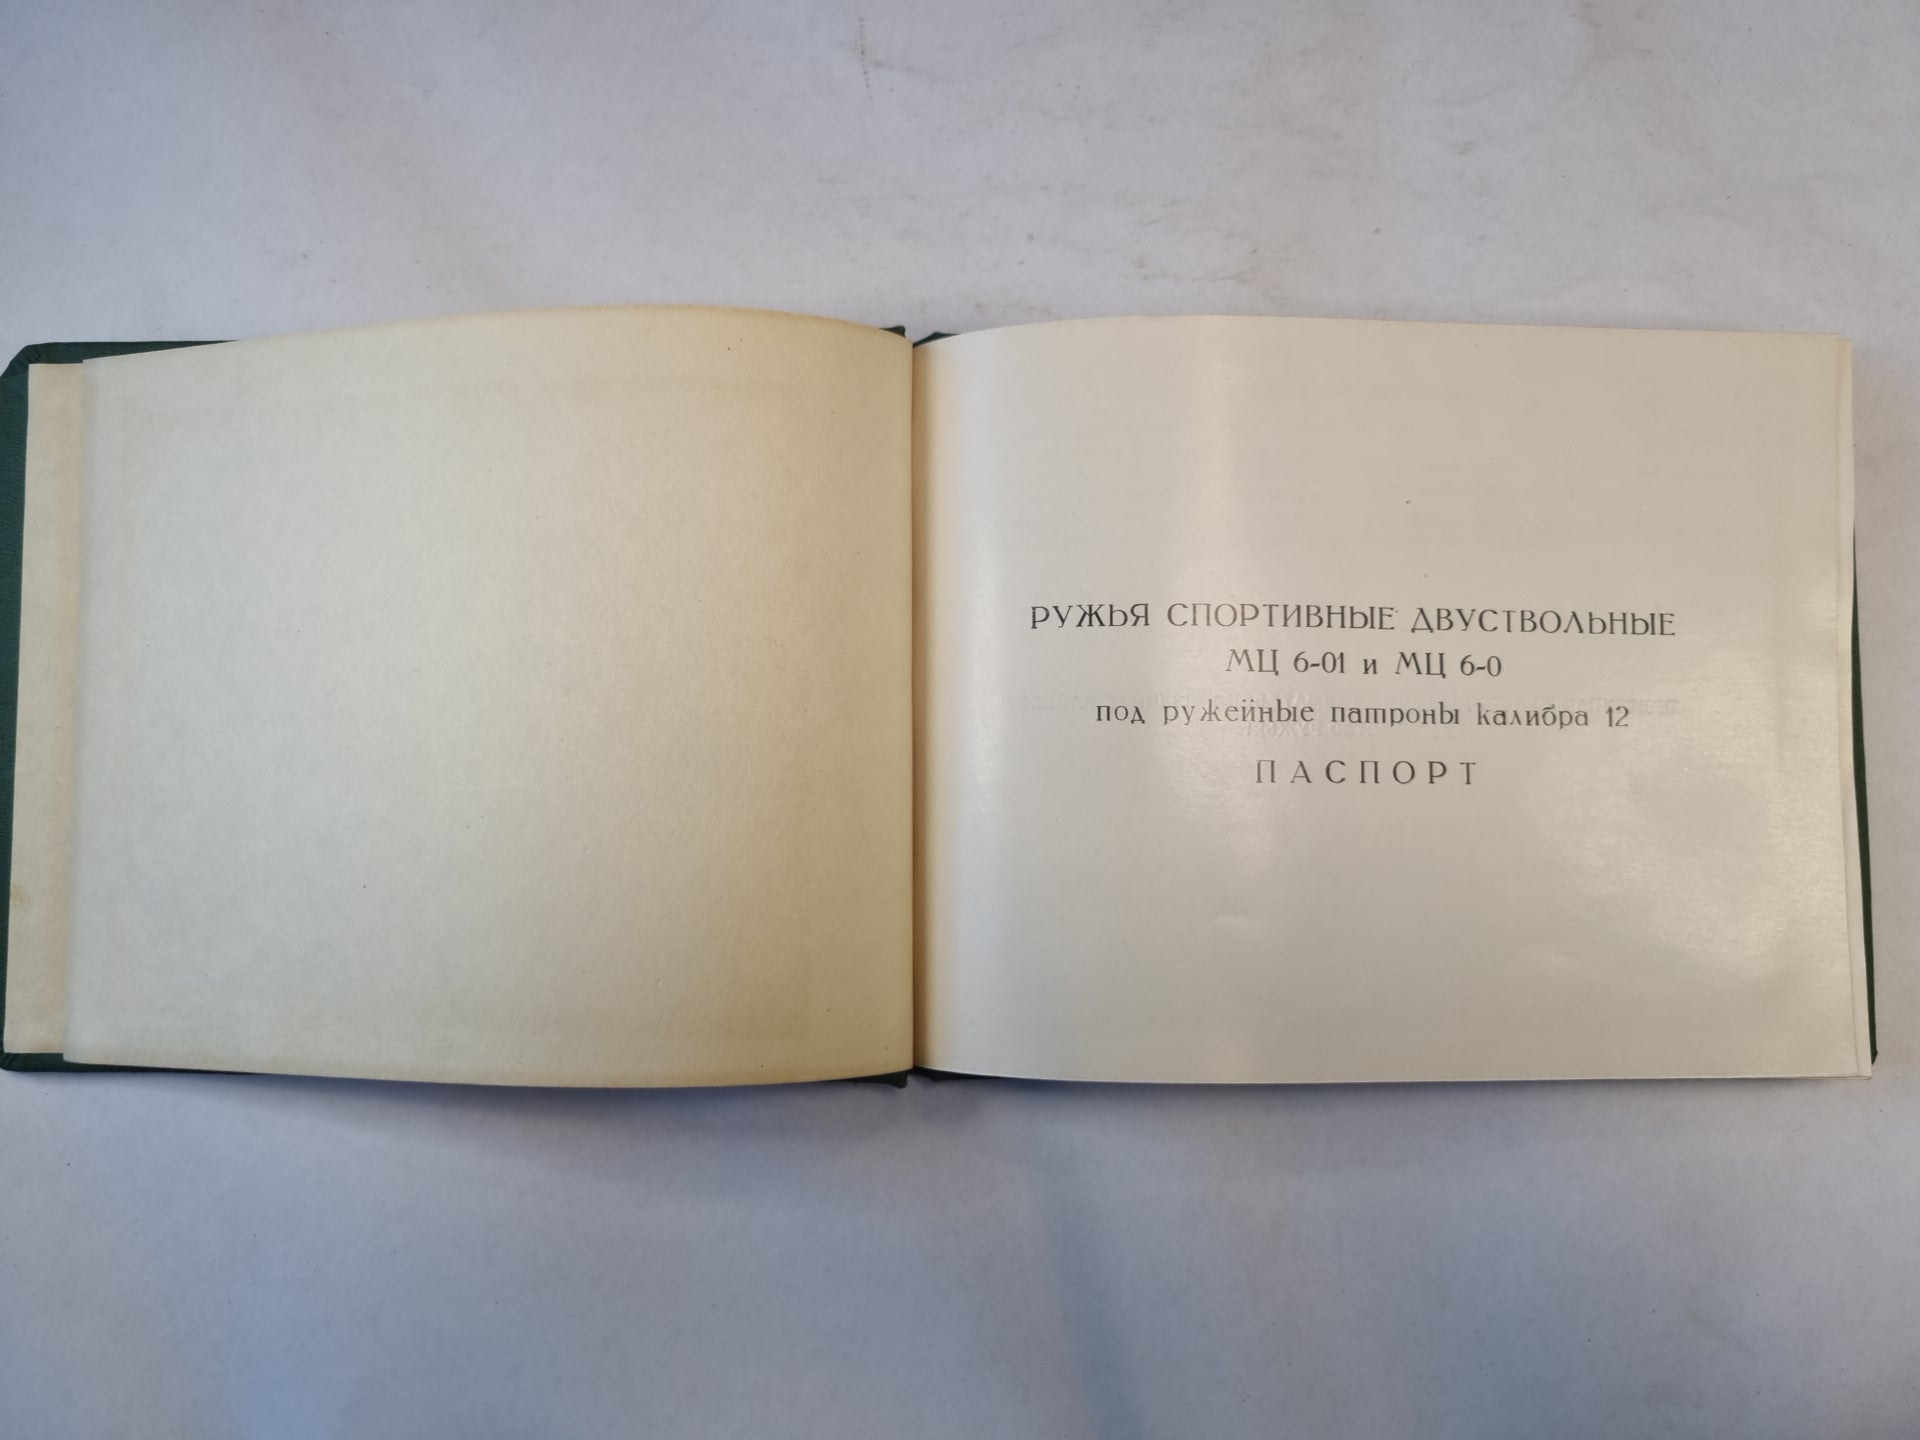 РУЖЬЯ СПОРТИВНЫЕ ДВУСТВОЛЬНЫЕ
МЦ 6-01 и МЦ 6-0
под ружейные патроны калибра 12
ПАСПОРТ